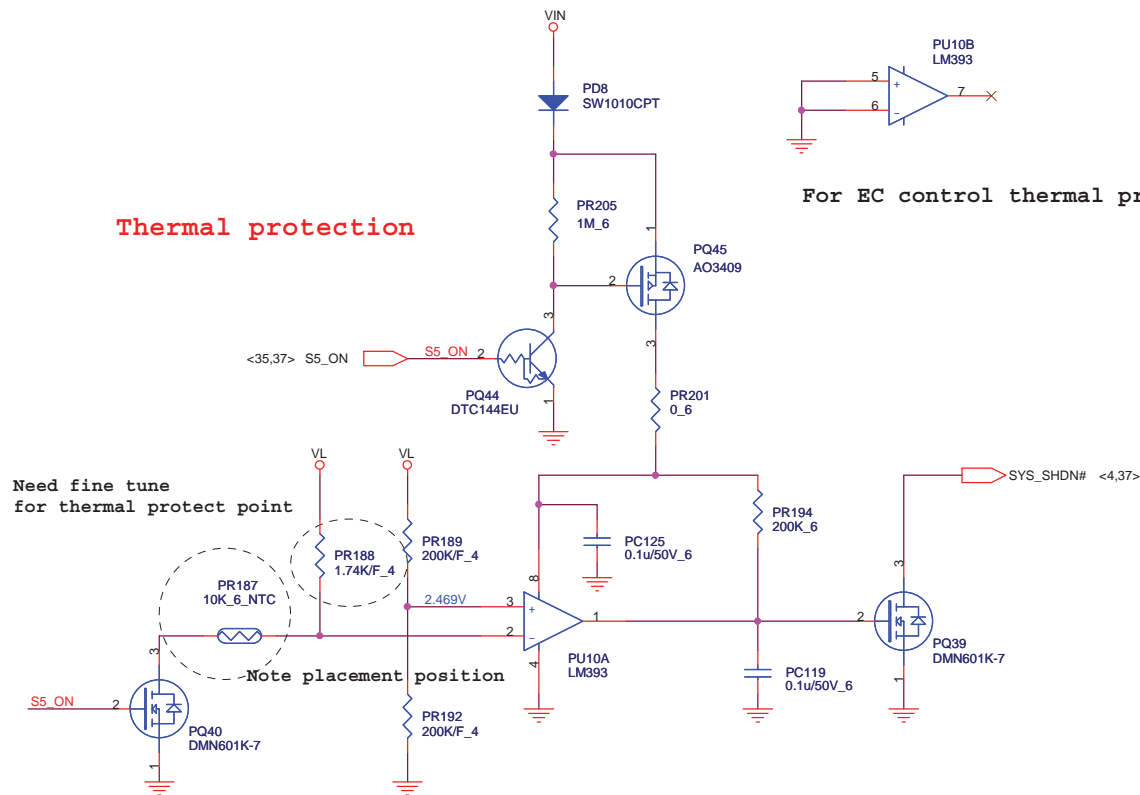 VIN
PU10B
LM393
5
+
7
6
-
PD8
SW1010CPT
For EC control thermal pr
Thermal protection
PR205
1M_6
1
PQ45
AO3409
2
3
3
<35,37> S5_ON
S5_ON
2
PQ44
DTC144EU
1
PR201
0_6
VL
VL
Need fine tune
for thermal protect point
SYS_SHDN# <4,37>
PR194
200K_6
PR189
200K/F_4
PR188
1.74K/F_4
PC125
0.1u/50V_6
PR187
10K_6_NTC
8
2.469V
3
+
1
2
-
3
2
PU10A
LM393
4
PQ39
DMN601K-7
1
3
Note placement position
PC119
0.1u/50V_6
S5_ON
2
PR192
200K/F_4
PQ40
DMN601K-7
1